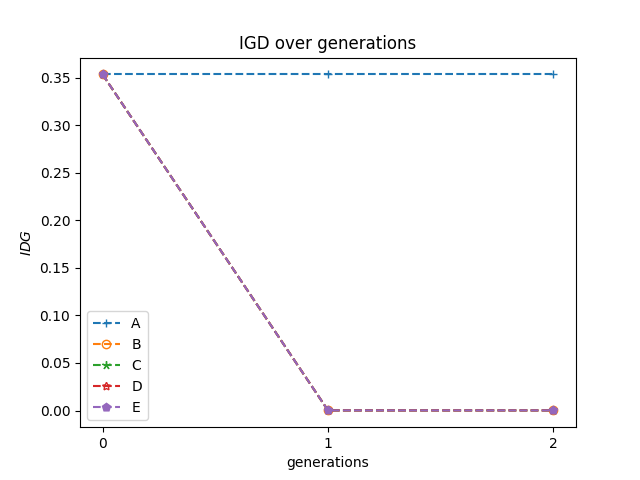 IGD over generations
IDG
0.35
0.30
0.25
0.20
0.15
0.10
0.05
0.00
A
B
C
D
E
0 1 2
generations